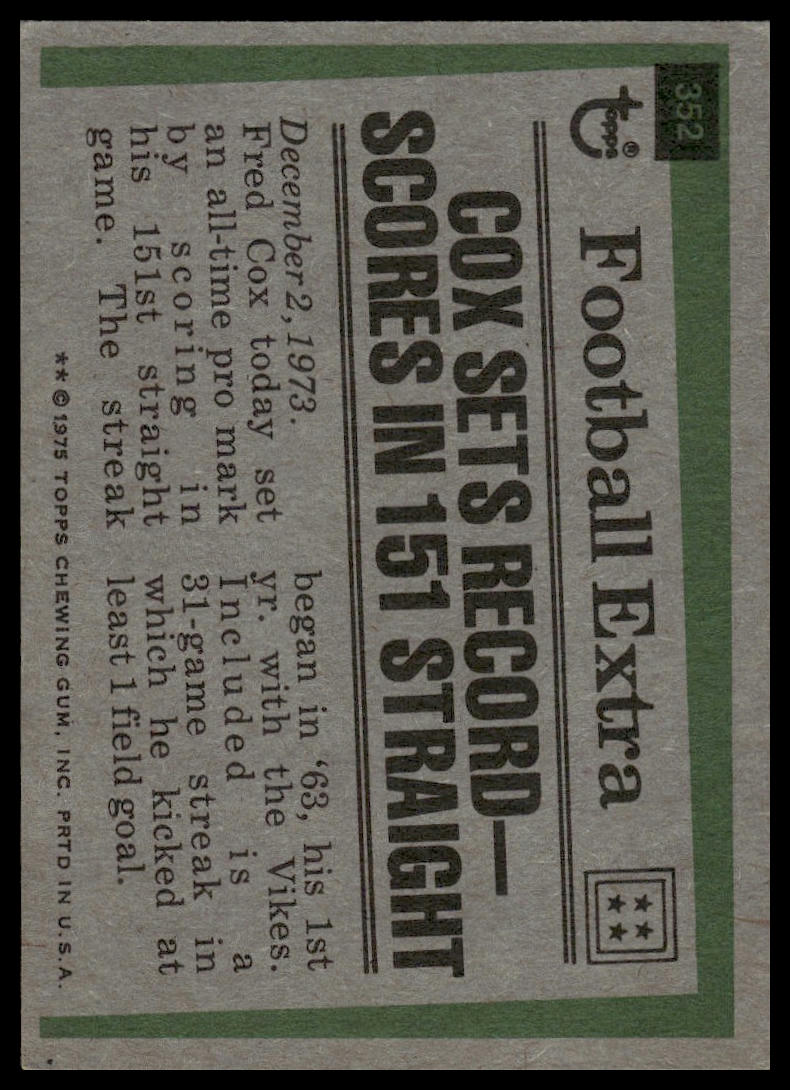 352
topps®
Football Extra
COX SETS RECORD—
SCORES IN 151 STRAIGHT
December 2, 1973.
Fred Cox today set
an all-time pro mark
by scoring in
his 151st straight
game. The streak
began in ‘63, his 1st
yr. with the Vikes.
Included is a
31-game streak in
which he kicked at
least 1 field goal.
**©1975 TOPPS CHEWING GUM, INC. PRTD IN U.S.A.